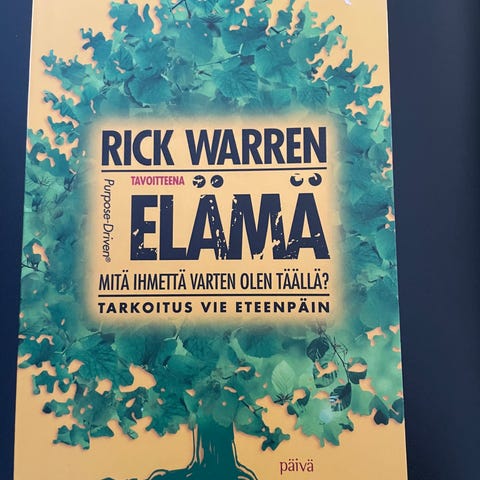 RICK WARREN
TAVOITTEENA
Purpose-Driven®
ELÄMÄ
MITÄ IHMETTÄ VARTEN OLEN TÄÄLLÄ?
TARKOITUS VIE ETEENPÄIN
päivä